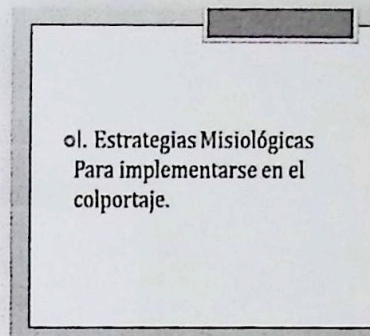 ol. Estrategias Misiológicas
Para implementarse en el
colportaje.